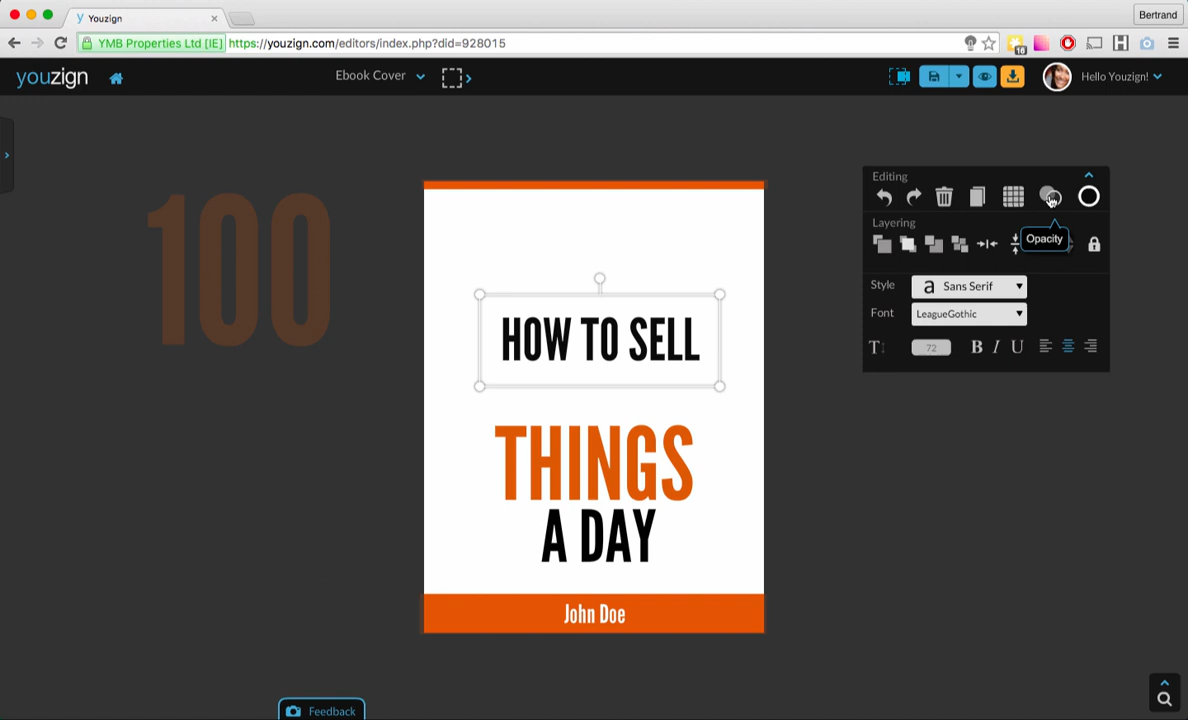 Youzign
Bertrand
YMB Properties Ltd [IE]
https://youzign.com/editors/index.php?did=928015
16
youzign
Ebook Cover
Hello Youzign!
100
HOW TO SELL
THINGS
A DAY
John Doe
Editing
Layering
Opacity
Style
a Sans Serif
Font
LeagueGothic
T
72
B I U
Feedback